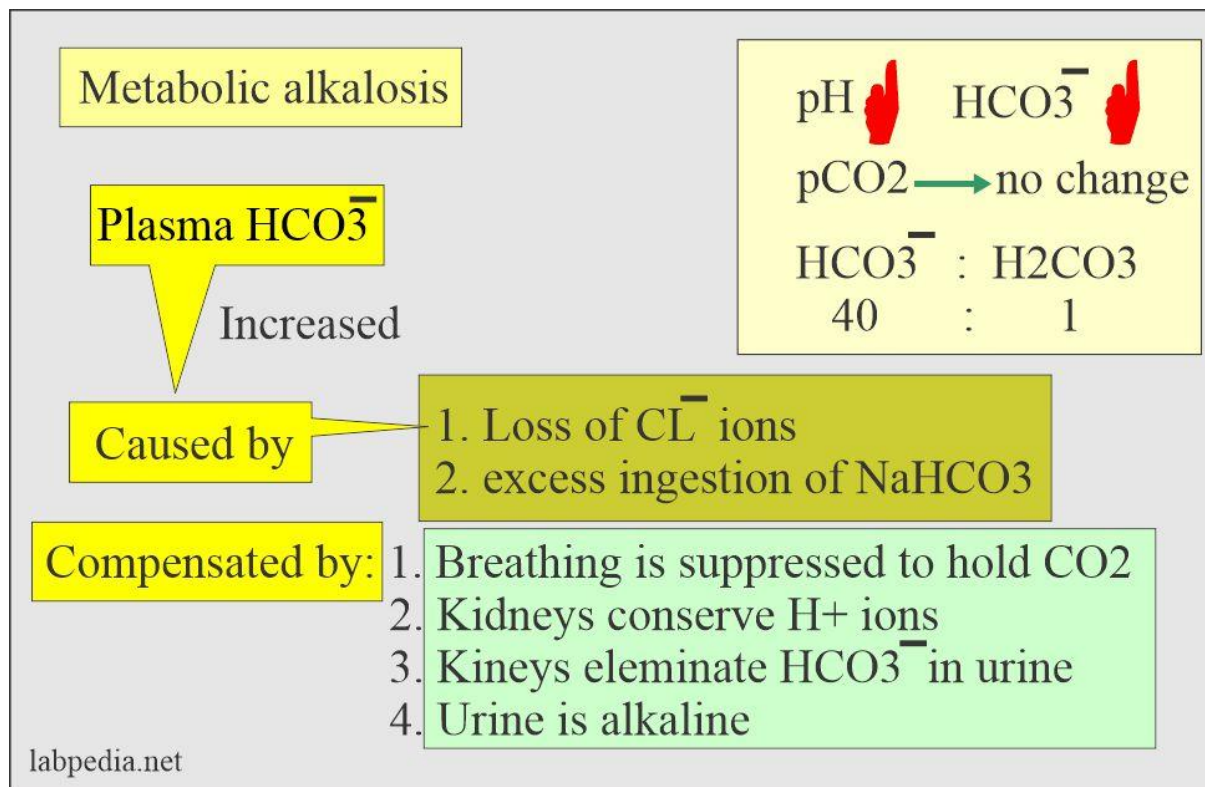 Metabolic alkalosis
pH HCO3⁻
pCO2 → no change
HCO3⁻ : H2CO3
40 : 1
Plasma HCO3⁻
Increased
Caused by
1. Loss of CL⁻ ions
2. excess ingestion of NaHCO3
Compensated by:
1. Breathing is suppressed to hold CO2
2. Kidneys conserve H+ ions
3. Kineys eleminate HCO3⁻ in urine
4. Urine is alkaline
labpedia.net